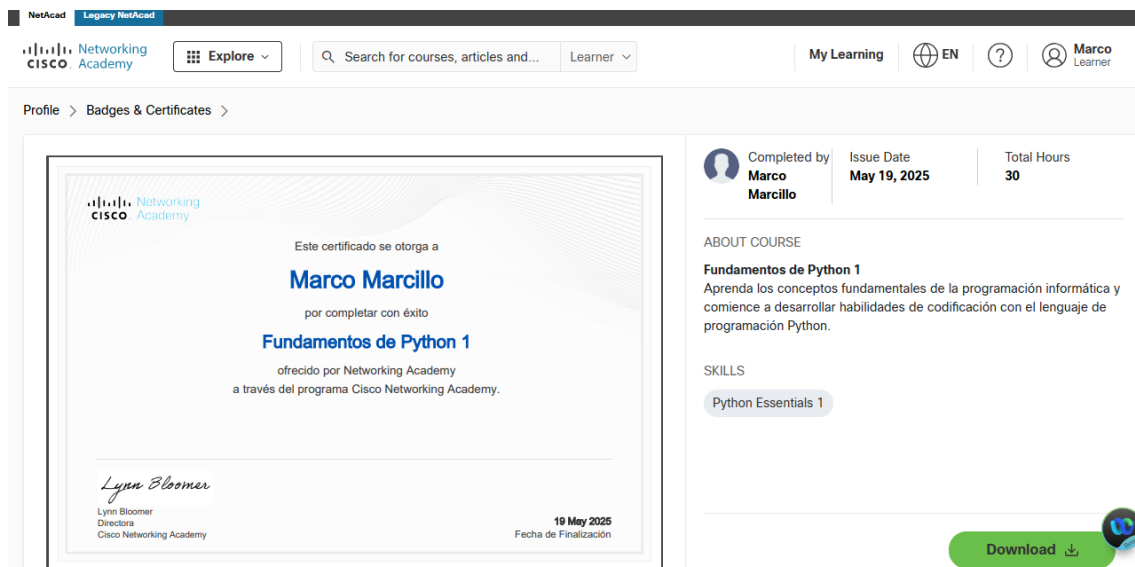 NetAcad Legacy NetAcad
Networking
CISCO Academy
Explore
Search for courses, articles and...
Learner
My Learning
EN
?
Marco
Learner
Profile > Badges & Certificates >
Networking
CISCO Academy
Este certificado se otorga a
Marco Marcillo
por completar con éxito
Fundamentos de Python 1
ofrecido por Networking Academy
a través del programa Cisco Networking Academy.
Lynn Bloomer
Lynn Bloomer
Directora
Cisco Networking Academy
19 May 2025
Fecha de Finalización
Completed by
Marco
Marcillo
Issue Date
May 19, 2025
Total Hours
30
ABOUT COURSE
Fundamentos de Python 1
Aprenda los conceptos fundamentales de la programación informática y
comience a desarrollar habilidades de codificación con el lenguaje de
programación Python.
SKILLS
Python Essentials 1
Download